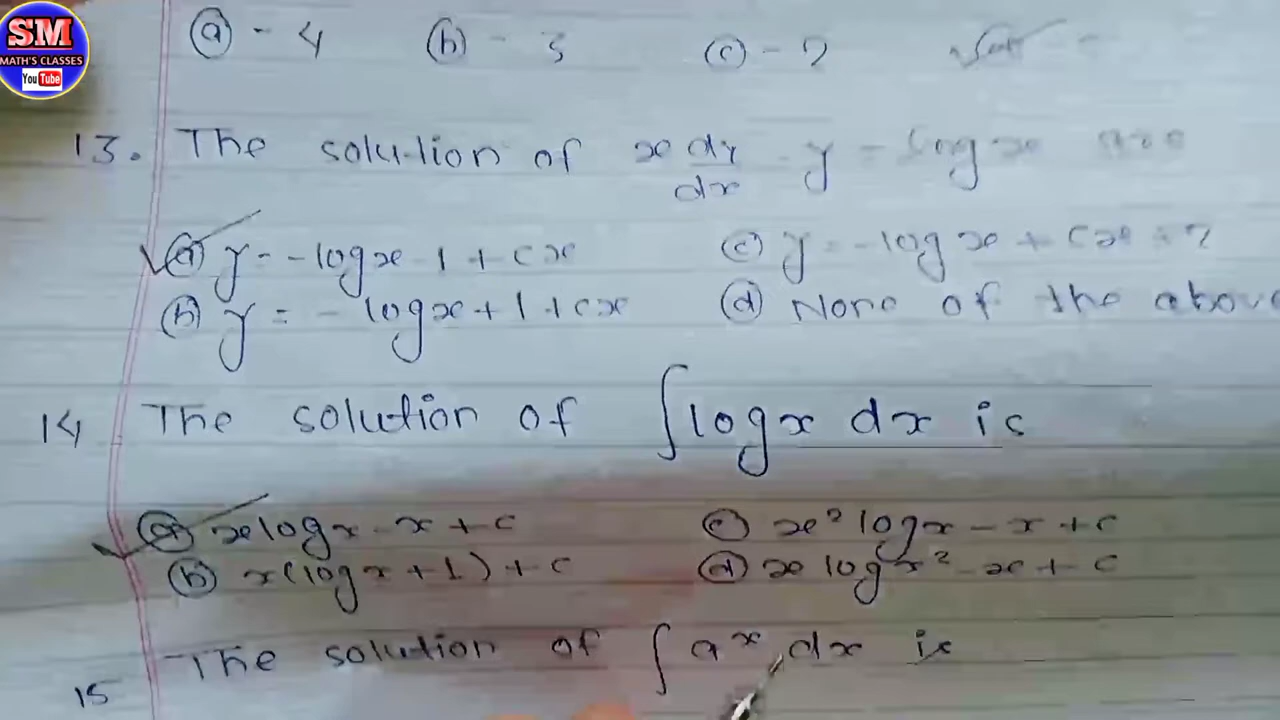 SM
MATH'S CLASSES
You Tube
(a) - 4 (b) - 3 (c) - 2
13. The solution of x dy/dx - y = log x are
(a) y = -log x - 1 + cx (c) y = -log x + cx = 2
(b) y = - log x + 1 + cx (d) None of the above
14 The solution of ∫ log x dx is
(a) x log x - x + c (c) x² log x - x + c
(b) x (log x + 1) + c (d) x log x² - x + c
15 The solution of ∫ aˣ dx is